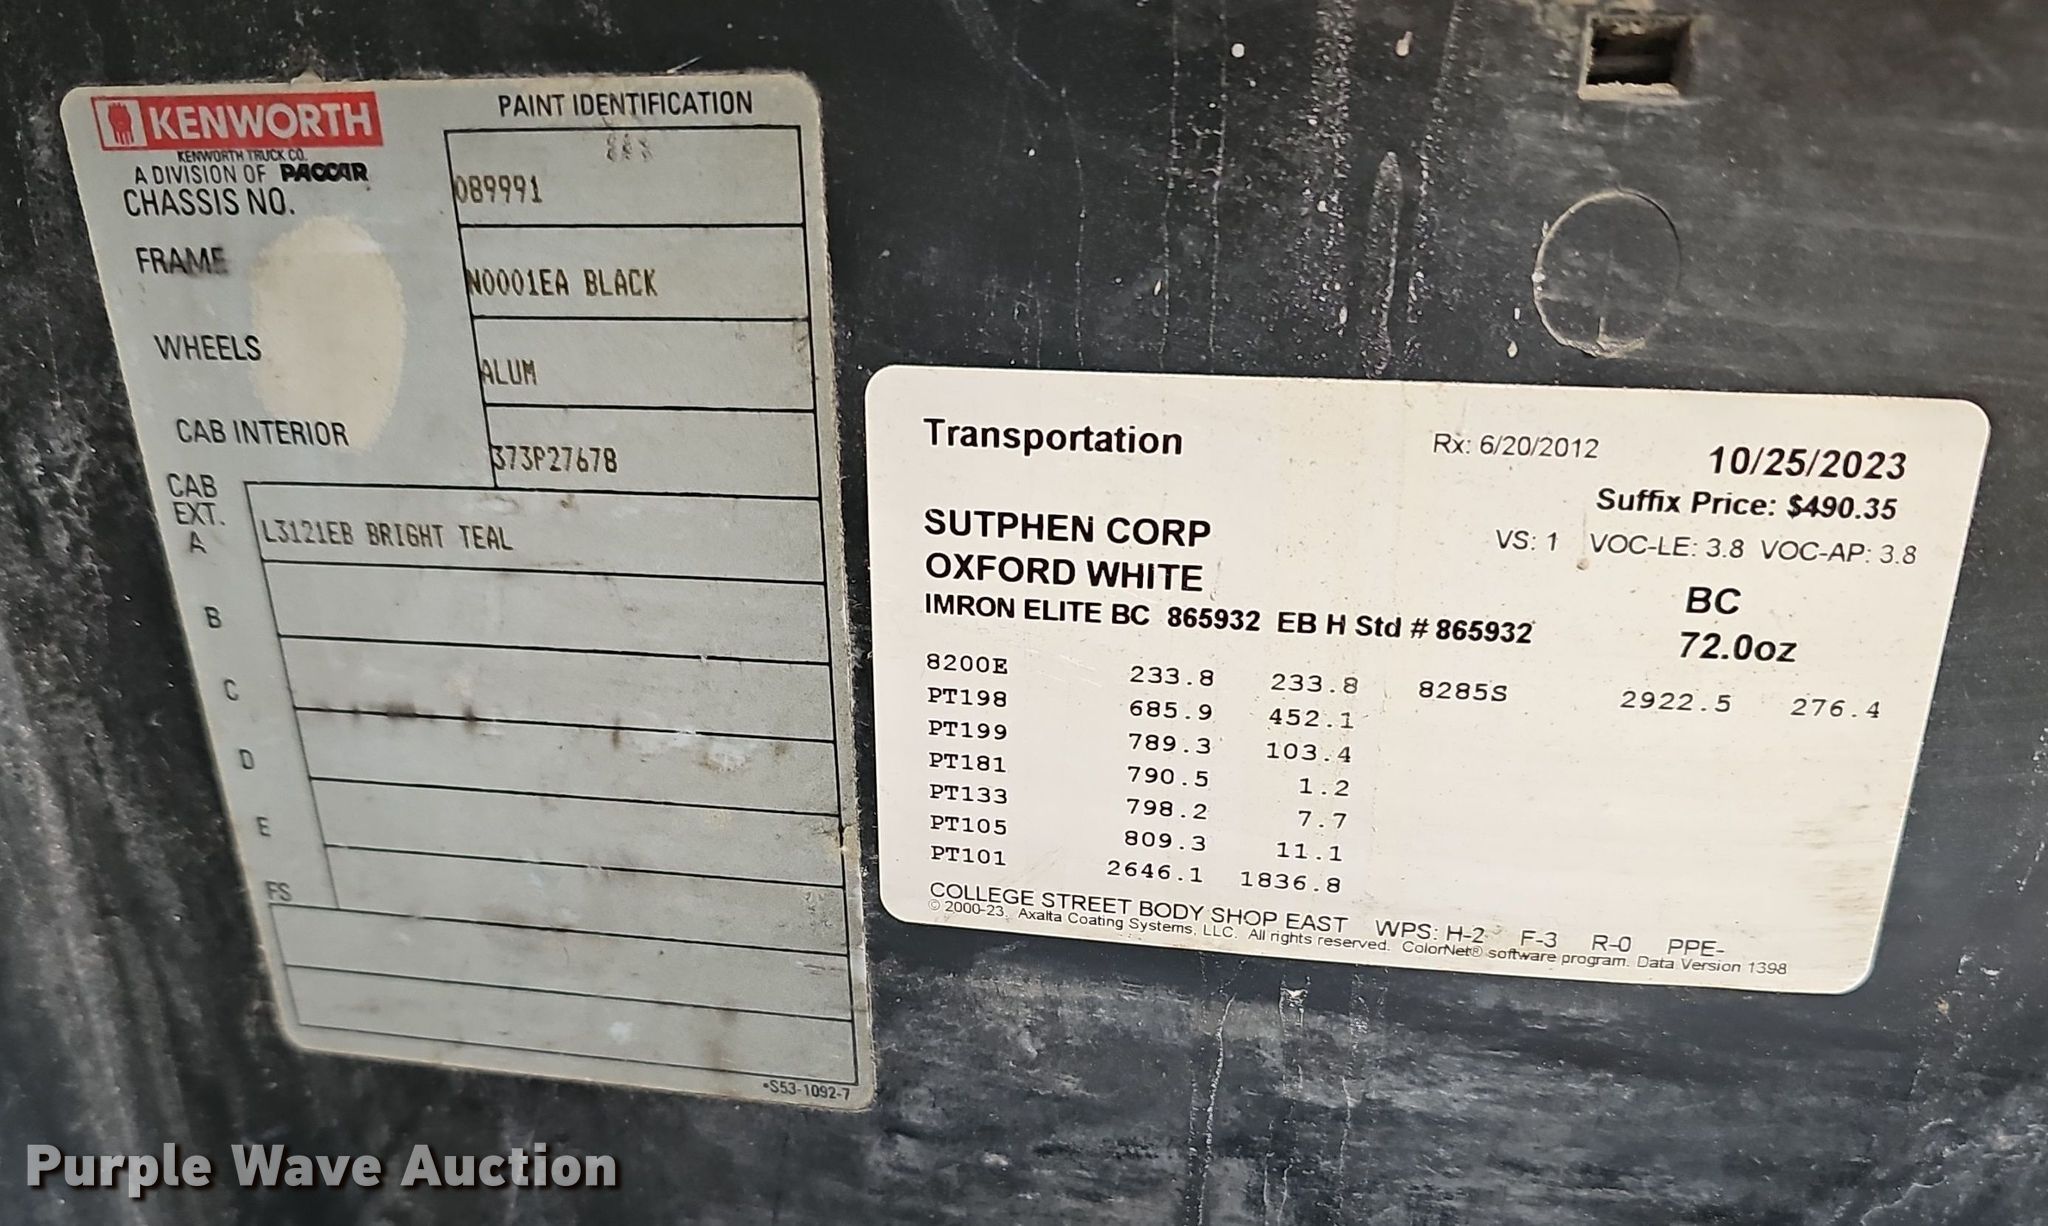 KENWORTH
KENWORTH TRUCK CO.
A DIVISION OF PACCAR
PAINT IDENTIFICATION
CHASSIS NO. 089991
FRAME N0001EA BLACK
WHEELS ALUM
CAB INTERIOR 373P27678
CAB
EXT.
A L3121EB BRIGHT TEAL
B
C
D
E
FS
•S53-1092-7
Transportation Rx: 6/20/2012 10/25/2023
Suffix Price: $490.35
SUTPHEN CORP VS: 1 VOC-LE: 3.8 VOC-AP: 3.8
OXFORD WHITE BC
IMRON ELITE BC 865932 EB H Std # 865932 72.0oz
8200E 233.8 233.8 8285S 2922.5 276.4
PT198 685.9 452.1
PT199 789.3 103.4
PT181 790.5 1.2
PT133 798.2 7.7
PT105 809.3 11.1
PT101 2646.1 1836.8
COLLEGE STREET BODY SHOP EAST WPS: H-2 F-3 R-0 PPE-
© 2000-23. Axalta Coating Systems, LLC. All rights reserved. ColorNet® software program. Data Version 1398
Purple Wave Auction